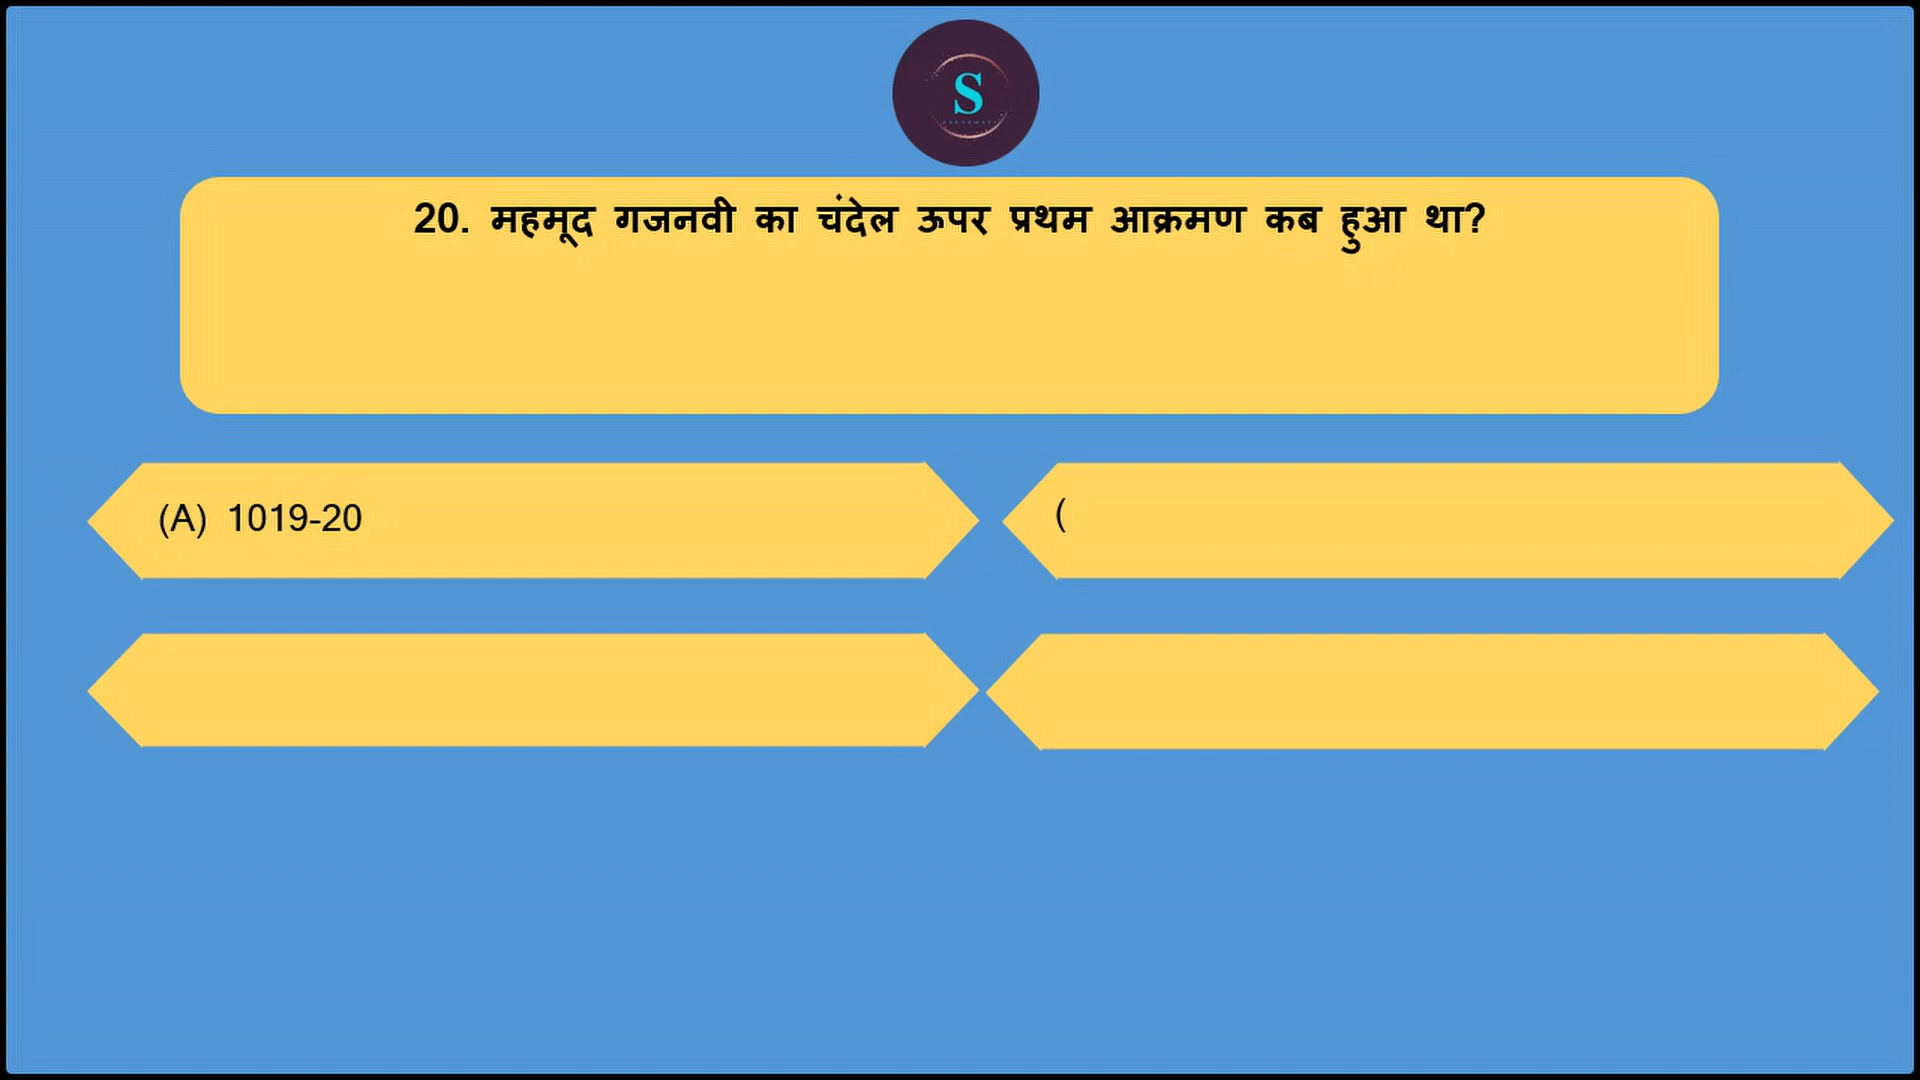 S
20. महमूद गजनवी का चंदेल ऊपर प्रथम आक्रमण कब हुआ था?
(A) 1019-20
(